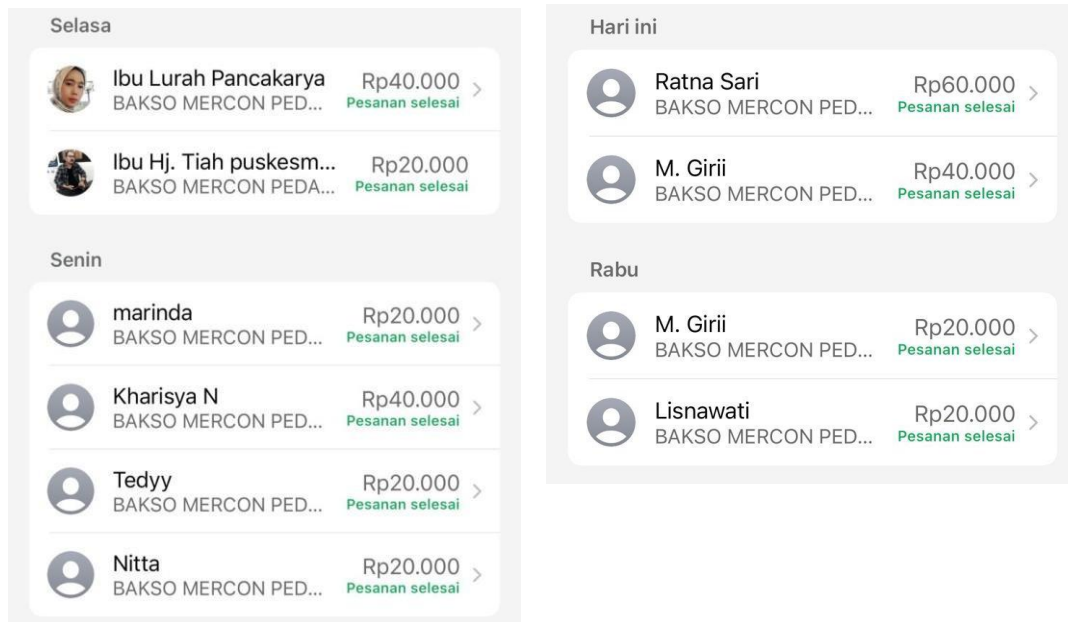 Selasa
Ibu Lurah Pancakarya Rp40.000
BAKSO MERCON PED... Pesanan selesai
Ibu Hj. Tiah puskesm... Rp20.000
BAKSO MERCON PEDA... Pesanan selesai
Senin
marinda Rp20.000
BAKSO MERCON PED... Pesanan selesai
Kharisya N Rp40.000
BAKSO MERCON PED... Pesanan selesai
Tedyy Rp20.000
BAKSO MERCON PED... Pesanan selesai
Nitta Rp20.000
BAKSO MERCON PED... Pesanan selesai
Hari ini
Ratna Sari Rp60.000
BAKSO MERCON PED... Pesanan selesai
M. Girii Rp40.000
BAKSO MERCON PED... Pesanan selesai
Rabu
M. Girii Rp20.000
BAKSO MERCON PED... Pesanan selesai
Lisnawati Rp20.000
BAKSO MERCON PED... Pesanan selesai